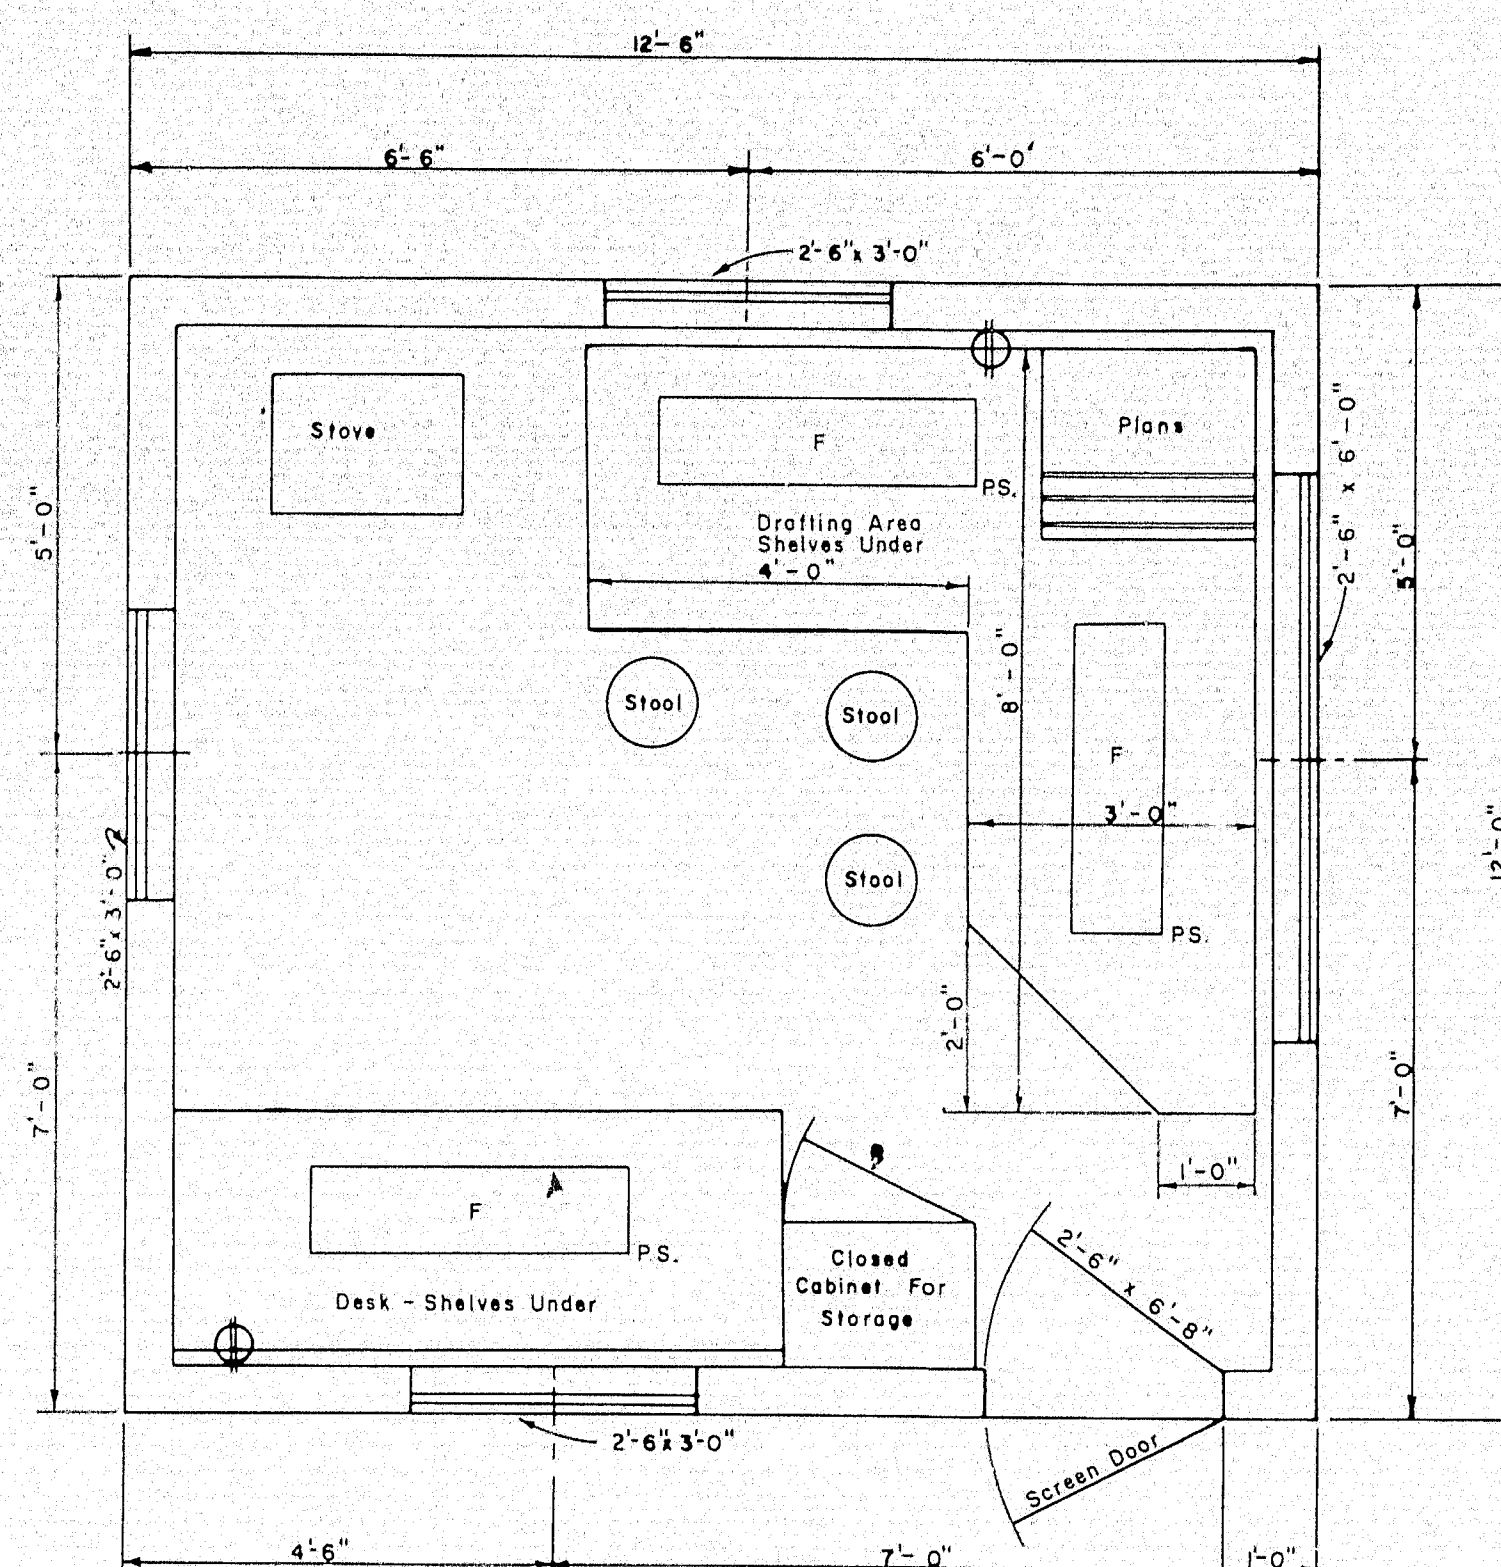 12'-6"
6'-6"
6'-0'
2'-6"x 3'-0"
Stove
F
P.S.
Plans
Drafting Area
Shelves Under
4'-0"
2'-6" x 6'-0"
5'-0"
5'-0"
Stool
Stool
8'-0"
F
3'-0"
12'-0"
Stool
2'-6"x 3'-0"
P.S.
2'-0"
7'-0"
7'-0"
1'-0"
F
P.S.
Desk - Shelves Under
Closed
Cabinet For
Storage
2'-6" x 6'-8"
2'-6"x 3'-0"
Screen Door
4'-6"
7'-0"
1'-0"